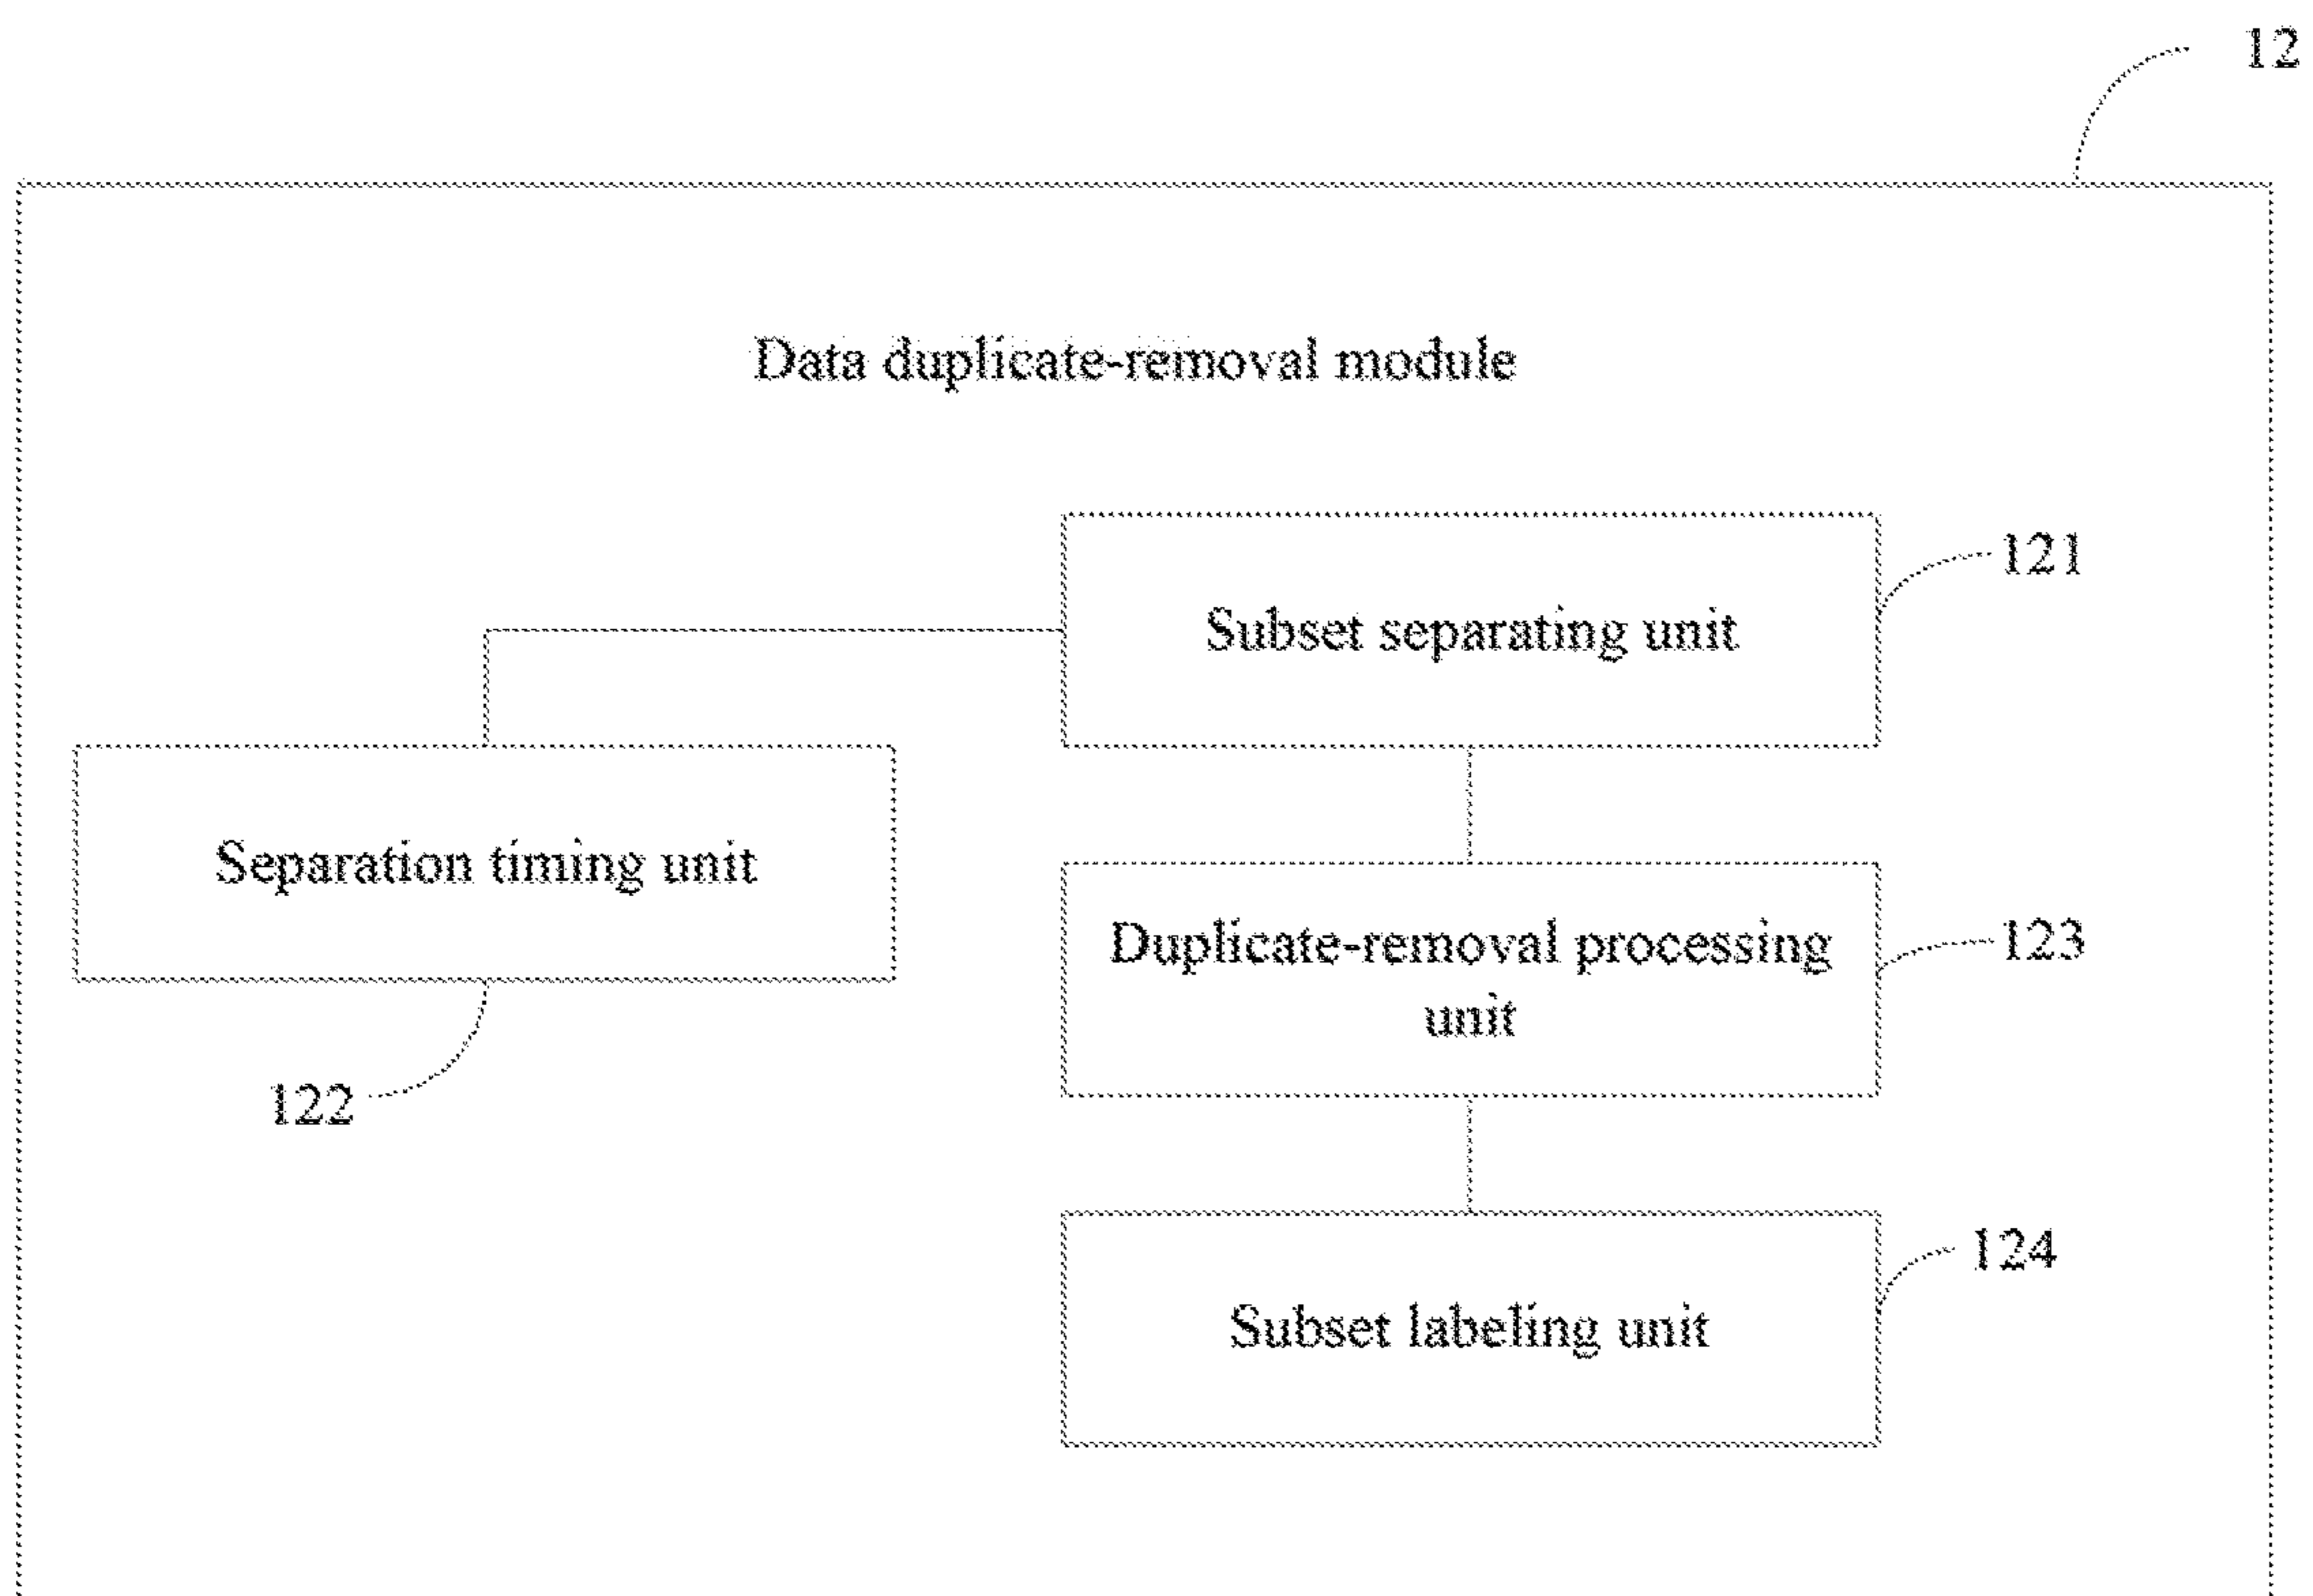 12
Data duplicate-removal module
121
Subset separating unit
Separation timing unit
122
Duplicate-removal processing
unit
123
Subset labeling unit
124